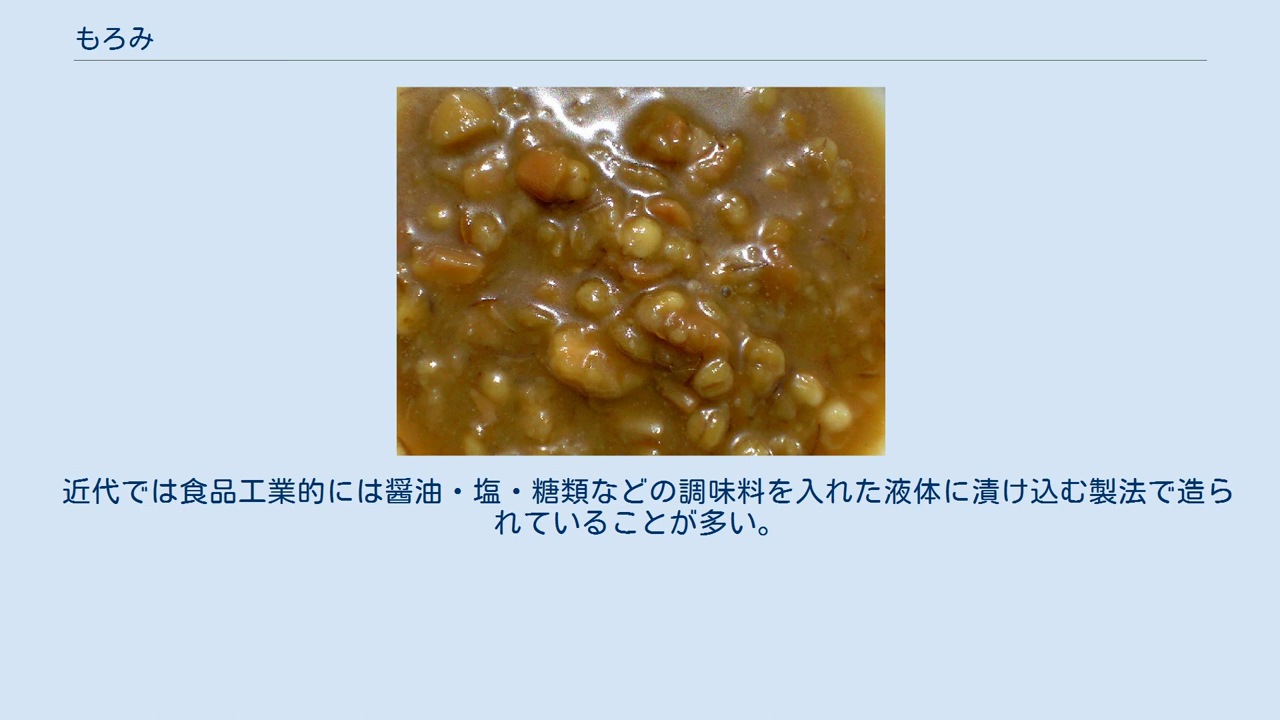 もろみ
近代では食品工業的には醤油・塩・糖類などの調味料を入れた液体に漬け込む製法で造ら
れていることが多い。